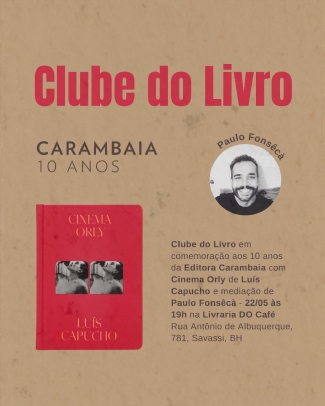 Clube do Livro
CARAMBAIA
10 ANOS
Paulo Fonsêcà
CINEMA
ORLY
LUÍS
CAPUCHO
Clube do Livro em
comemoração aos 10 anos
da Editora Carambaia com
Cinema Orly de Luís
Capucho e mediação de
Paulo Fonsêcà - 22/05 às
19h na Livraria DO Café
Rua Antônio de Albuquerque,
781, Savassi, BH